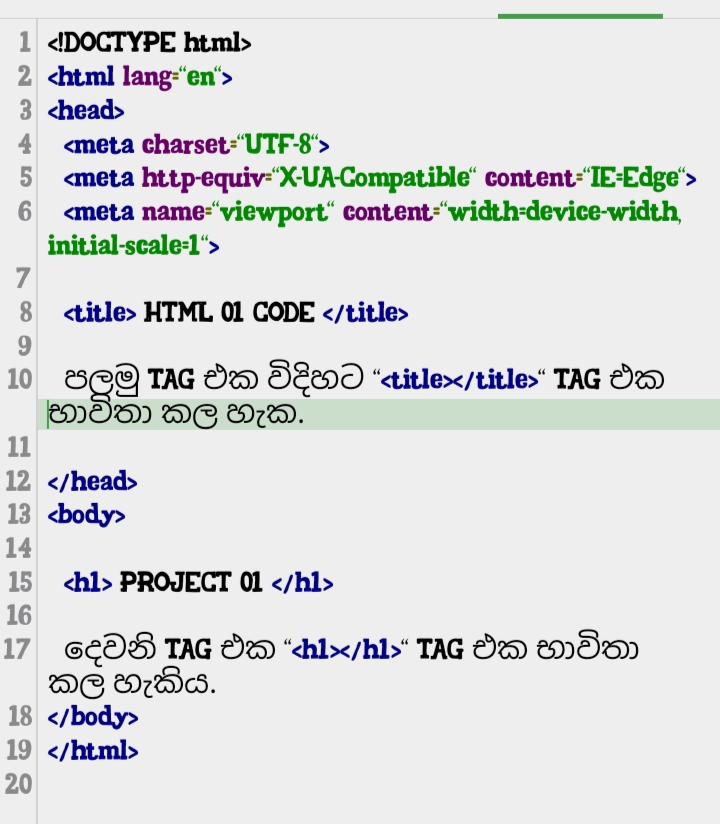 1 <!DOCTYPE html>
2 <html lang="en">
3 <head>
4 <meta charset="UTF-8">
5 <meta http-equiv="X-UA-Compatible" content="IE=Edge">
6 <meta name="viewport" content="width=device-width,
initial-scale=1">
7
8 <title> HTML 01 CODE </title>
9
10 පලමු TAG එක විදිහට "<title></title>" TAG එක
භාවිතා කල හැක.
11
12 </head>
13 <body>
14
15 <h1> PROJECT 01 </h1>
16
17 දෙවනි TAG එක "<h1></h1>" TAG එක භාවිතා
කල හැකිය.
18 </body>
19 </html>
20